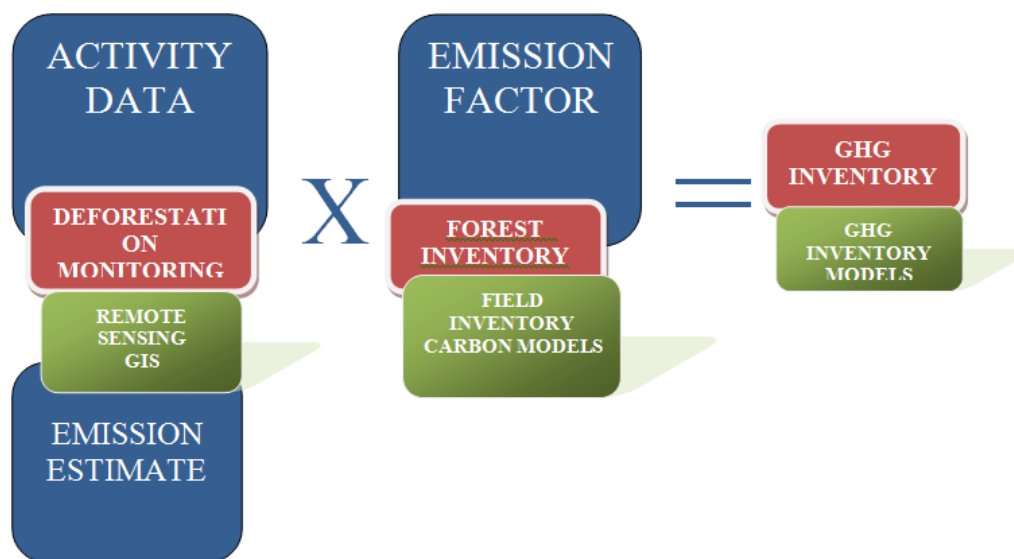 ACTIVITY
DATA
DEFORESTATI
ON
MONITORING
REMOTE
SENSING
GIS
EMISSION
ESTIMATE
X
EMISSION
FACTOR
FOREST
INVENTORY
FIELD
INVENTORY
CARBON MODELS
=
GHG
INVENTORY
GHG
INVENTORY
MODELS